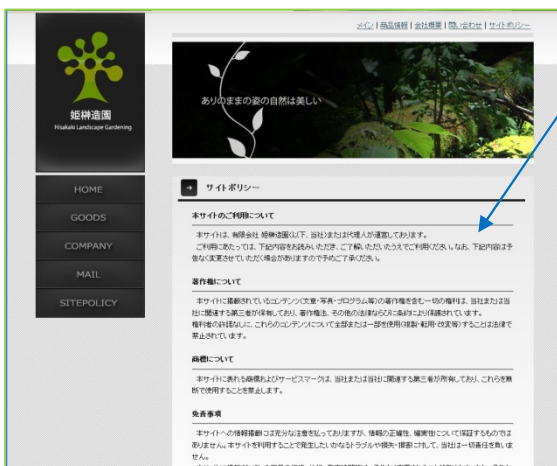 メイン | 商品情報 | 会社概要 | 問い合わせ | サイトポリシー
姫榊造園
Hisakaki Landscape Gardening
ありのままの姿の自然は美しい
HOME
GOODS
COMPANY
MAIL
SITEPOLICY
サイトポリシー
本サイトのご利用について
本サイトは、有限会社 姫榊造園(以下、当社)または代理人が運営しております。
ご利用にあたっては、下記内容をお読みいただき、ご了解いただいたうえでご利用ください。なお、下記内容は予
告なく変更させていただく場合がありますので予めご了承ください。
著作権について
本サイトに掲載されているコンテンツ(文章・写真・プログラム等)の著作権を含む一切の権利は、当社または当
社に関連する第三者が保有しており、著作権法、その他の法律ならびに条約により保護されています。
権利者の許諾なしに、これらのコンテンツについて全部または一部を使用(複製・転用・改変等)することは法律で
禁止されています。
商標について
本サイトに表れる商標およびサービスマークは、当社または当社に関連する第三者が所有しており、これらを無
断で使用することを禁止します。
免責事項
本サイトへの情報掲載には充分な注意を払っておりますが、情報の正確性、確実性について保証するものでは
ありません。本サイトを利用することで発生したいかなるトラブルや損失・損害に対して、当社は一切責任を負いま
せん。